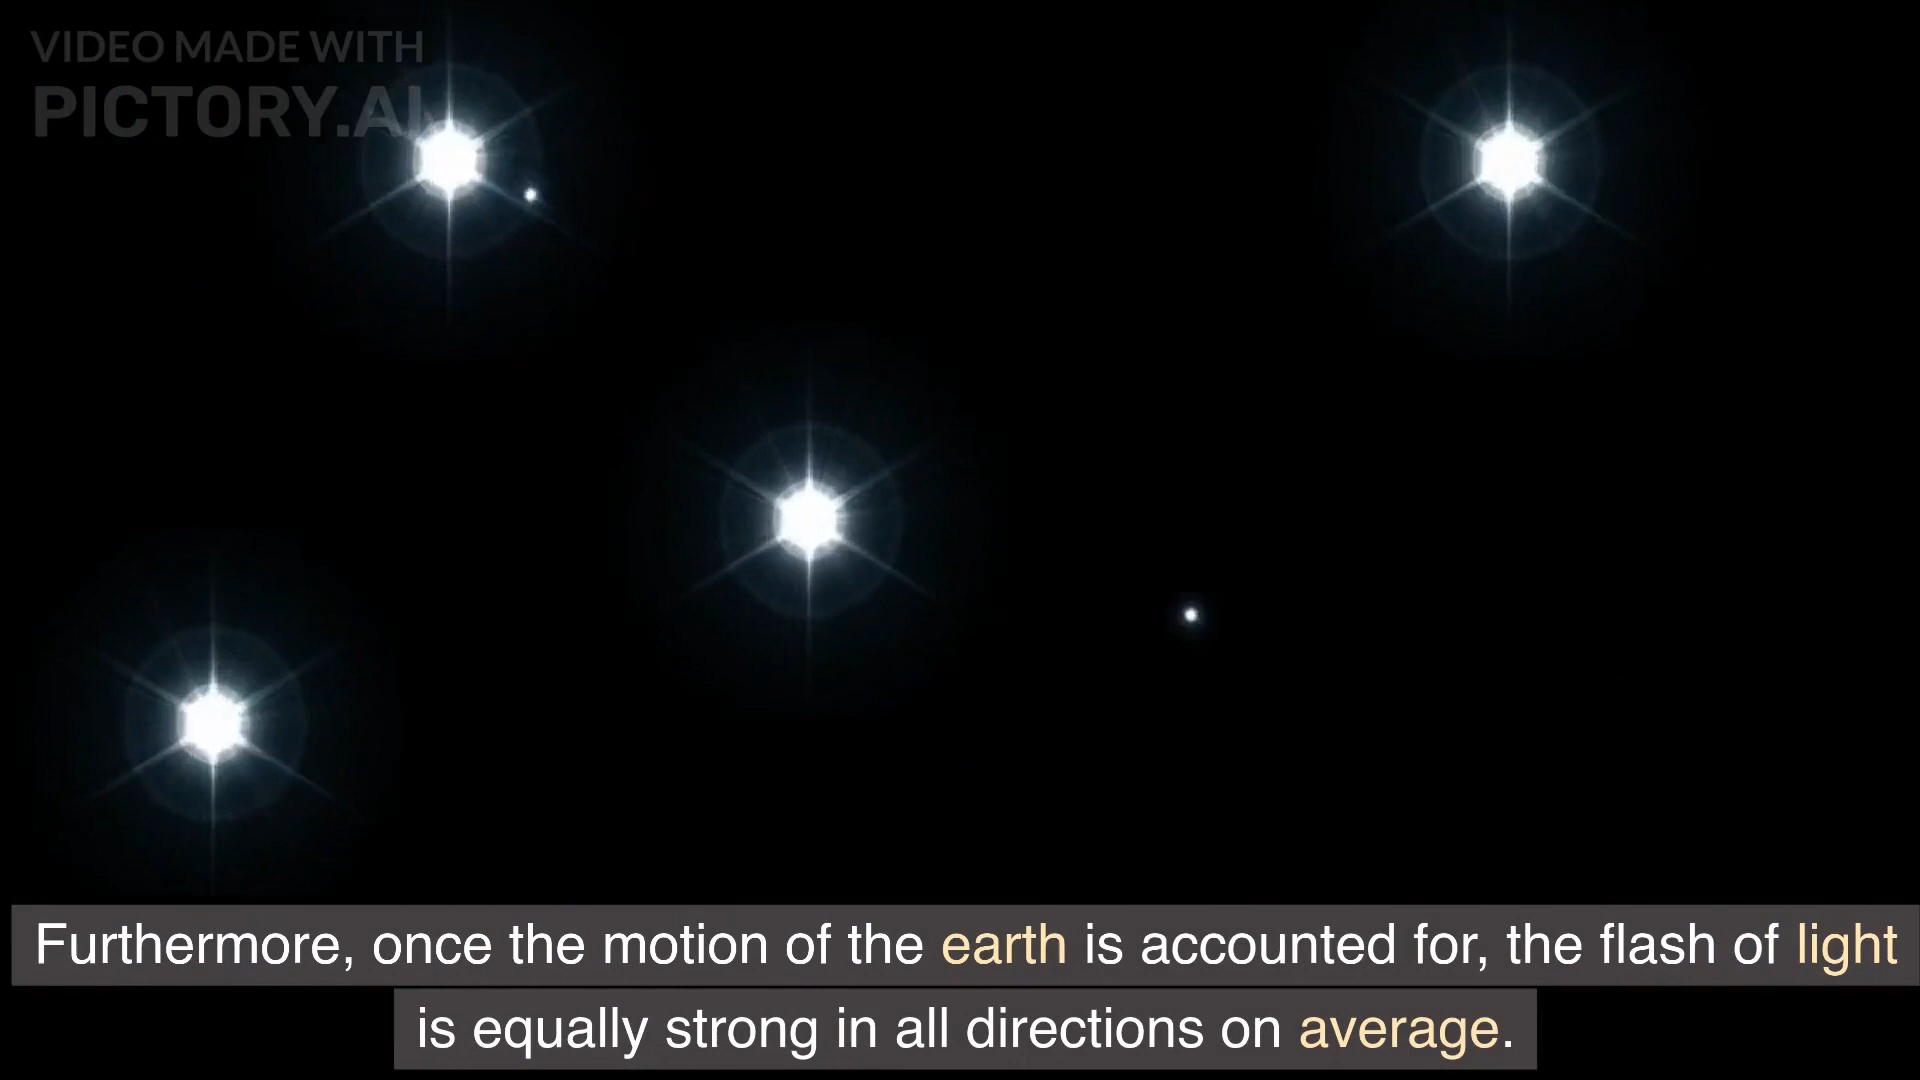 VIDEO MADE WITH
PICTORY.AI
Furthermore, once the motion of the earth is accounted for, the flash of light
is equally strong in all directions on average.